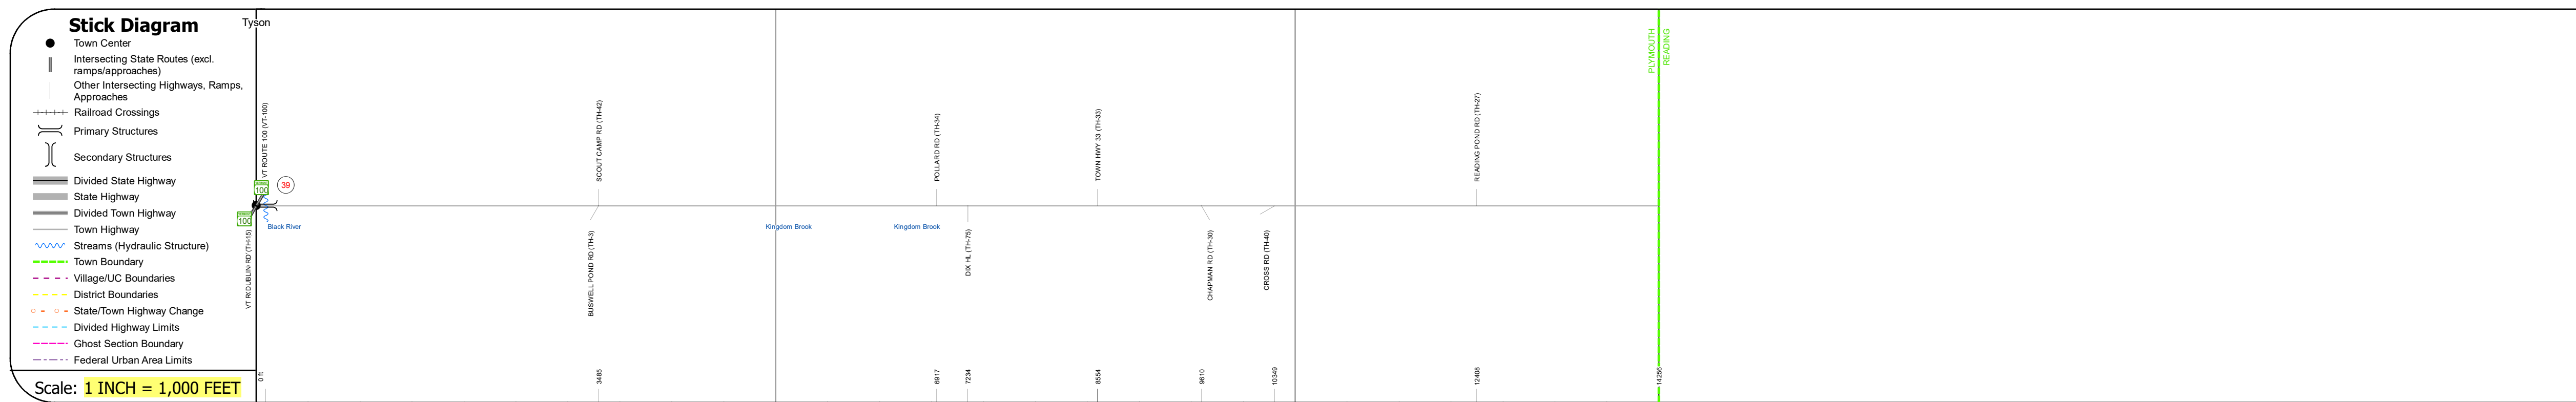 Stick Diagram
Town Center
Intersecting State Routes (excl.
ramps/approaches)
Other Intersecting Highways, Ramps,
Approaches
Railroad Crossings
Primary Structures
Secondary Structures
Divided State Highway
State Highway
Divided Town Highway
Town Highway
Streams (Hydraulic Structure)
Town Boundary
Village/UC Boundaries
District Boundaries
State/Town Highway Change
Divided Highway Limits
Ghost Section Boundary
Federal Urban Area Limits
Scale: 1 INCH = 1,000 FEET
Tyson
VT ROUTE 100 (VT-100)
100
39
100
Black River
DUBLIN RD (TH-15)
SCOUT CAMP RD (TH-42)
BUSWELL POND RD (TH-3)
Kingdom Brook
POLLARD RD (TH-34)
Kingdom Brook
DIX HL (TH-75)
TOWN HWY 33 (TH-33)
CHAPMAN RD (TH-30)
CROSS RD (TH-40)
READING POND RD (TH-27)
PLYMOUTH
READING
0 ft
3485
6917
7234
8554
9610
10349
12408
14256